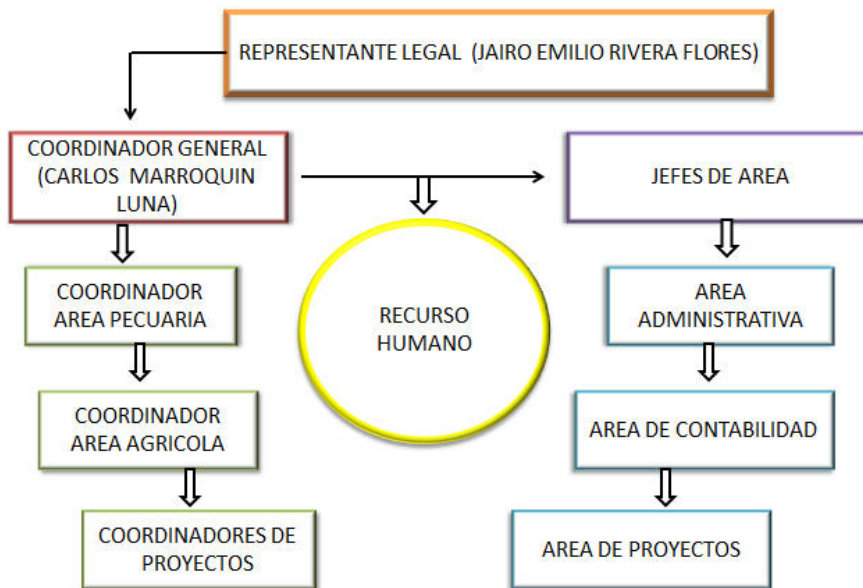 REPRESENTANTE LEGAL (JAIRO EMILIO RIVERA FLORES)
COORDINADOR GENERAL
(CARLOS MARROQUIN
LUNA)
JEFES DE AREA
COORDINADOR
AREA PECUARIA
RECURSO
HUMANO
AREA
ADMINISTRATIVA
COORDINADOR
AREA AGRICOLA
AREA DE CONTABILIDAD
COORDINADORES DE
PROYECTOS
AREA DE PROYECTOS